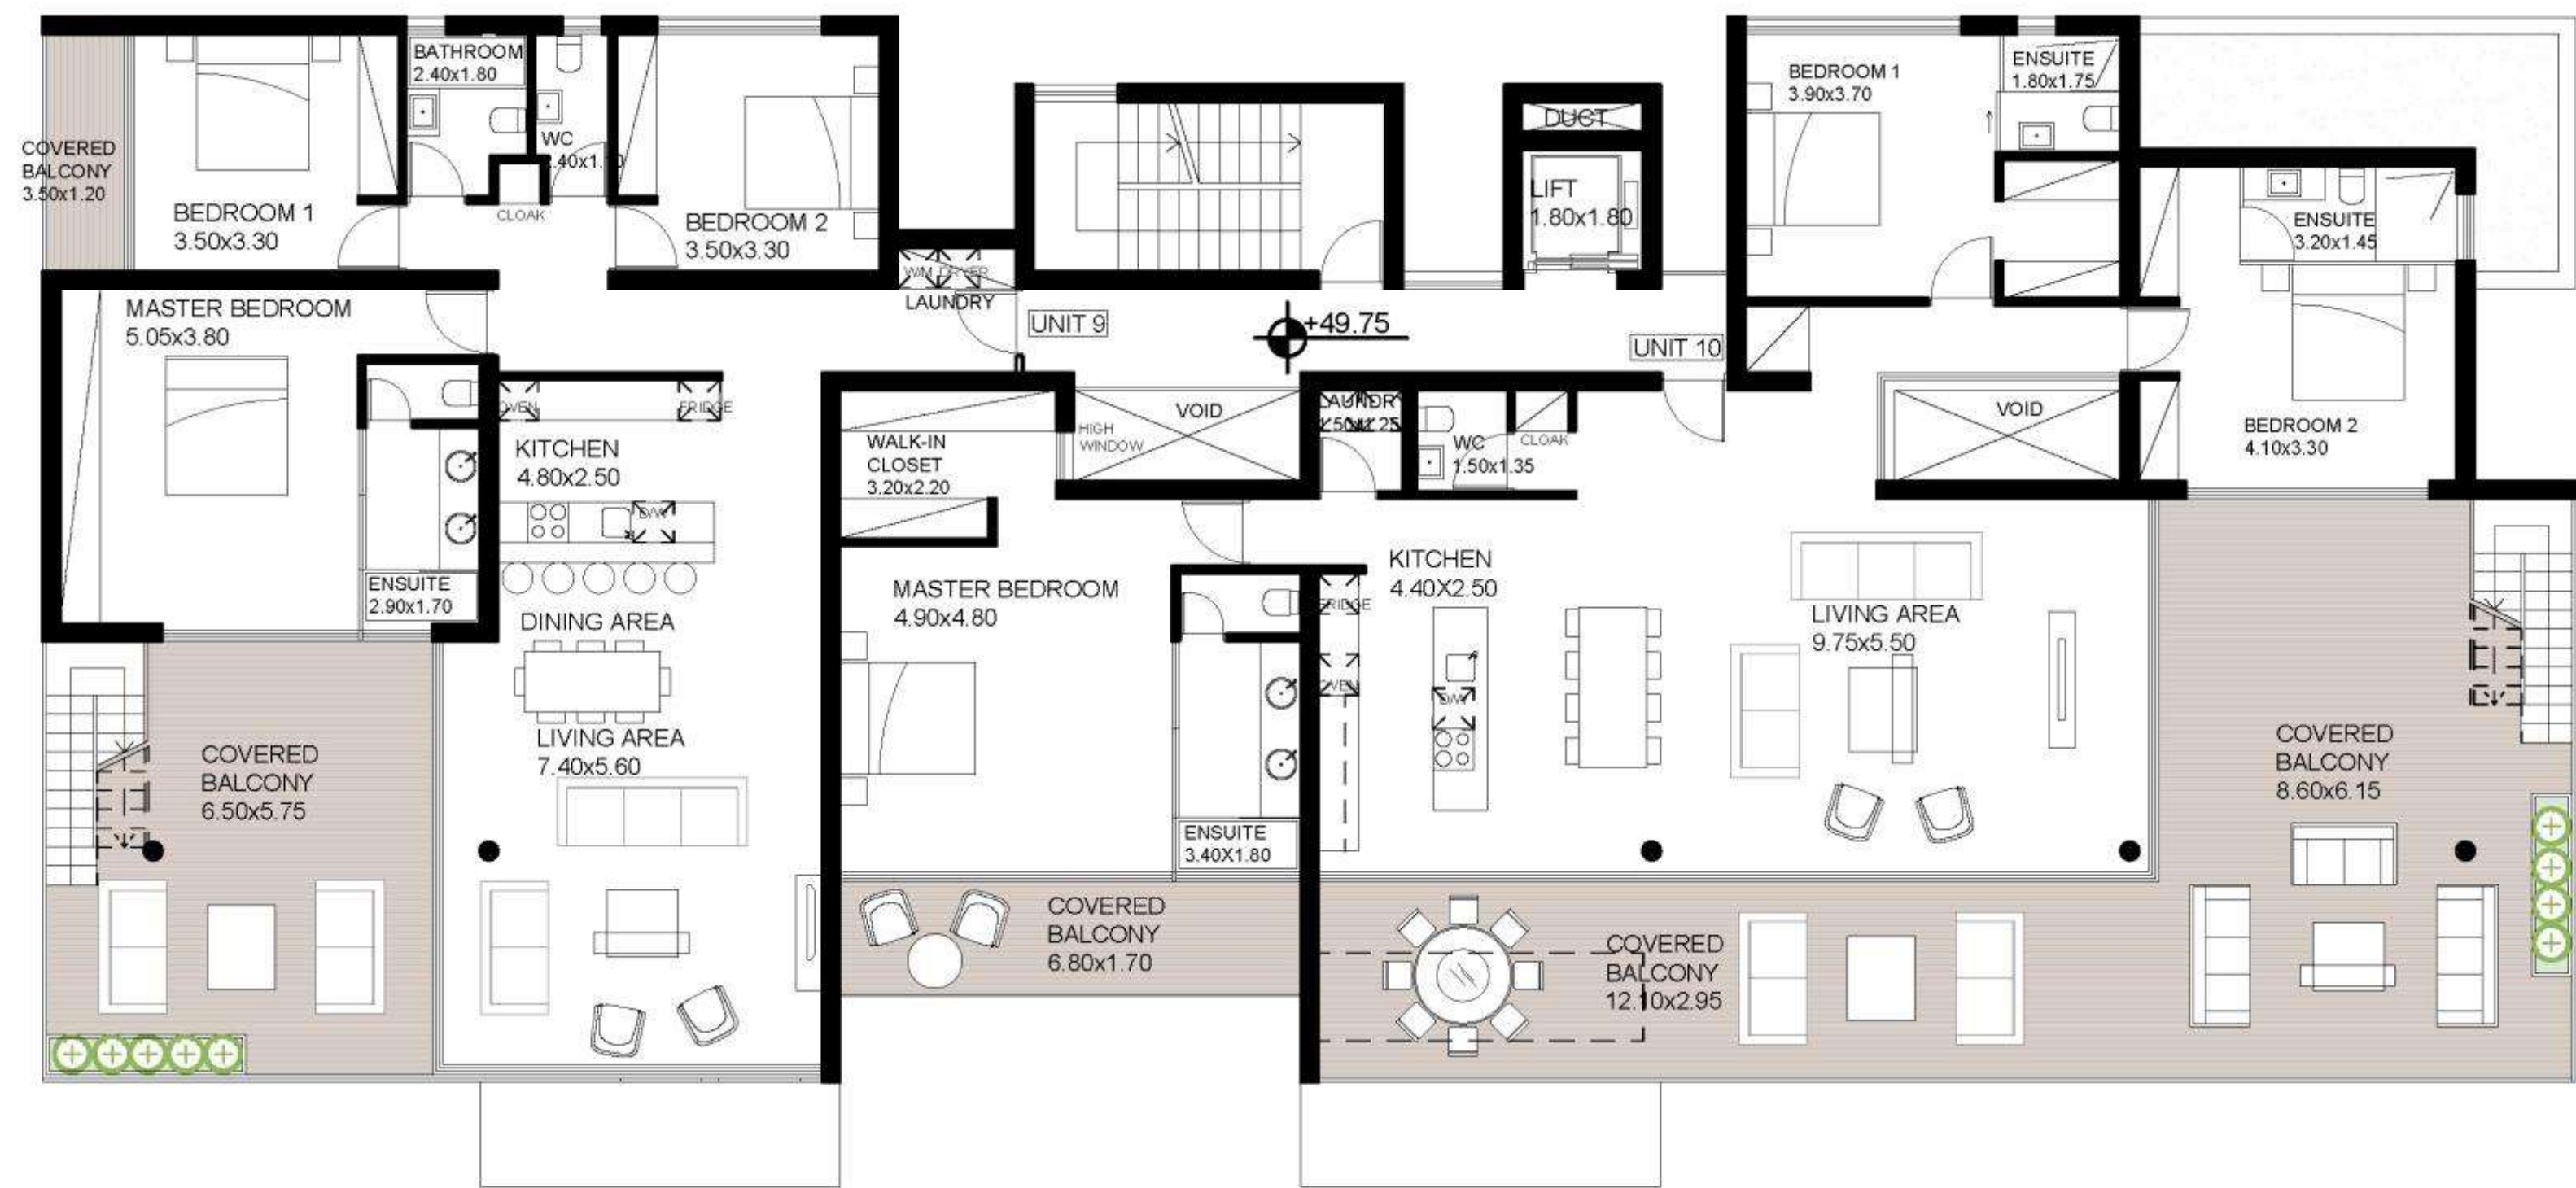 BATHROOM
2.40x1.80
WC
COVERED
BALCONY
3.50x1.20
BEDROOM 1
3.50x3.30
CLOAK
BEDROOM 2
3.50x3.30
DUCT
LIFT
1.80x1.80
BEDROOM 1
3.90x3.70
ENSUITE
1.80x1.75
ENSUITE
3.20x1.45
W/M DRYER
LAUNDRY
UNIT 9
+49.75
UNIT 10
MASTER BEDROOM
5.05x3.80
OVEN
FRIDGE
KITCHEN
4.80x2.50
D/W
ENSUITE
2.90x1.70
DINING AREA
LIVING AREA
7.40x5.60
COVERED
BALCONY
6.50x5.75
WALK-IN
CLOSET
3.20x2.20
HIGH
WINDOW
VOID
WC
1.50x1.35
CLOAK
VOID
BEDROOM 2
4.10x3.30
MASTER BEDROOM
4.90x4.80
ENSUITE
3.40X1.80
FRIDGE
OVEN
KITCHEN
4.40X2.50
D/W
LIVING AREA
9.75x5.50
COVERED
BALCONY
8.60x6.15
COVERED
BALCONY
6.80x1.70
COVERED
BALCONY
12.10x2.95